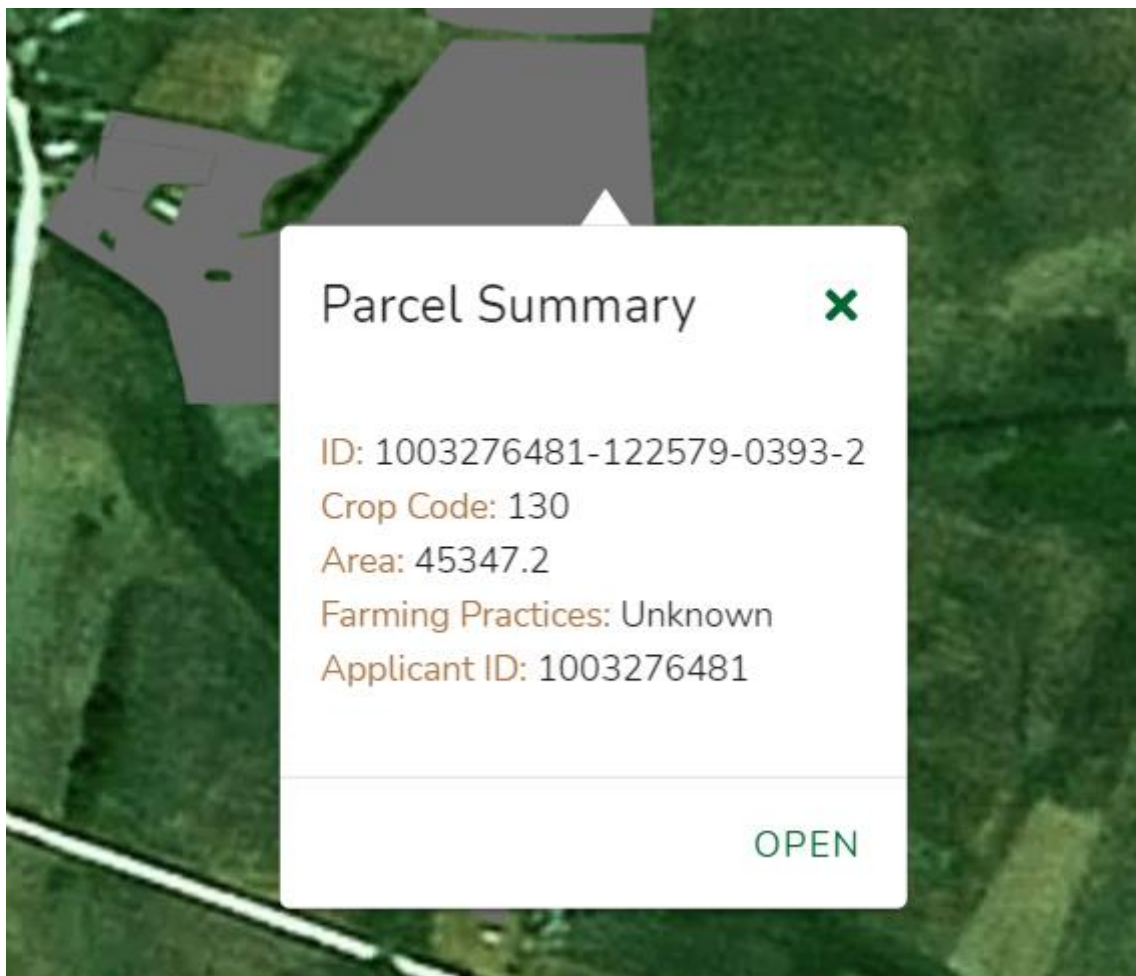 Parcel Summary
ID: 1003276481-122579-0393-2
Crop Code: 130
Area: 45347.2
Farming Practices: Unknown
Applicant ID: 1003276481
OPEN